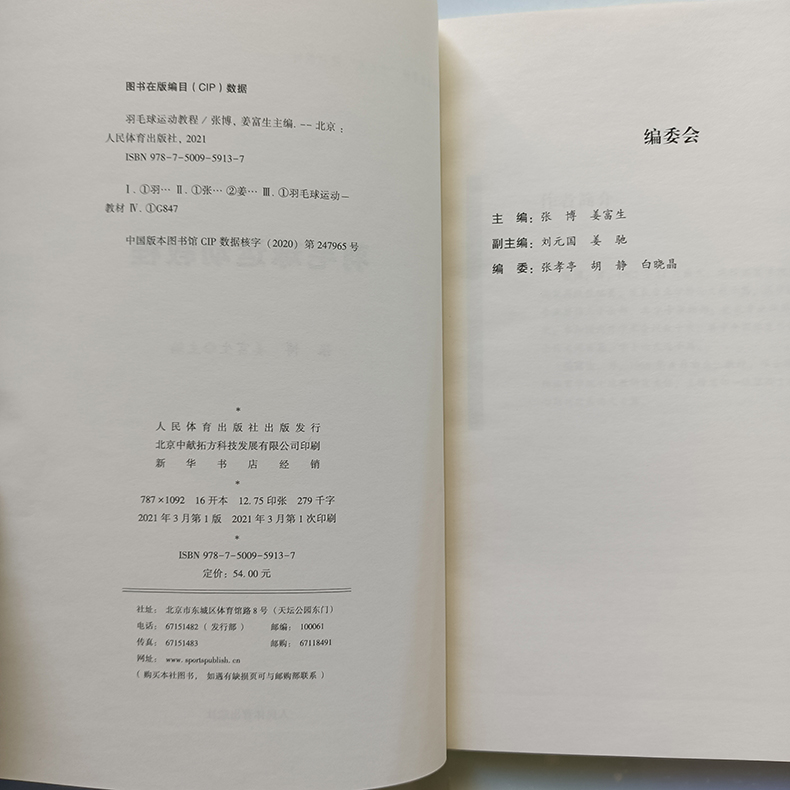 图书在版编目（CIP）数据
羽毛球运动教程 / 张博、姜富生主编. -- 北京：
人民体育出版社, 2021
ISBN 978-7-5009-5913-7
Ⅰ. ①羽… Ⅱ. ①张… ②姜… Ⅲ. ①羽毛球运动—
教材 Ⅳ. ①G847
中国版本图书馆 CIP 数据核字（2020）第 247965 号
*
人民体育出版社出版发行
北京中献拓方科技发展有限公司印刷
新华书店经销
*
787×1092 16 开本 12.75 印张 279 千字
2021 年 3 月第 1 版 2021 年 3 月第 1 次印刷
*
ISBN 978-7-5009-5913-7
定价：54.00 元
社址：北京市东城区体育馆路 8 号（天坛公园东门）
电话：67151482（发行部） 邮编：100061
传真：67151483 邮购：67118491
网址：www.sportspublish.cn
（购买本社图书，如遇有缺损页可与邮购部联系）
编委会
主 编：张 博 姜富生
副主编：刘元国 姜 驰
编 委：张孝亭 胡 静 白晓晶